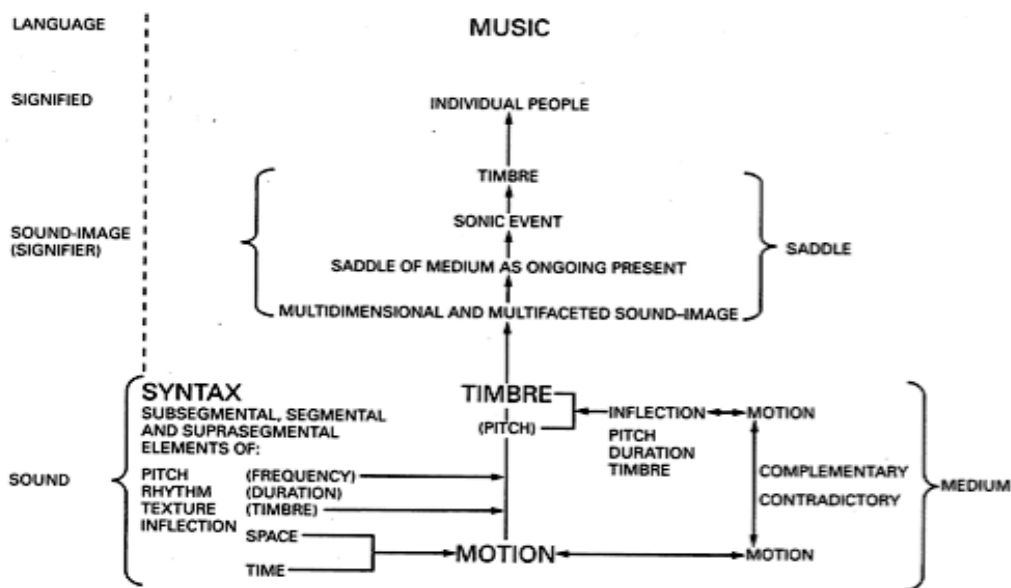 LANGUAGE MUSIC
SIGNIFIED INDIVIDUAL PEOPLE
TIMBRE
SONIC EVENT
SOUND-IMAGE
(SIGNIFIER)
SADDLE
SADDLE OF MEDIUM AS ONGOING PRESENT
MULTIDIMENSIONAL AND MULTIFACETED SOUND–IMAGE
SYNTAX TIMBRE
SUBSEGMENTAL, SEGMENTAL
AND SUPRASEGMENTAL
ELEMENTS OF:
(PITCH)
INFLECTION MOTION
PITCH
DURATION
TIMBRE
SOUND
PITCH (FREQUENCY)
RHYTHM (DURATION)
TEXTURE (TIMBRE)
INFLECTION
COMPLEMENTARY
CONTRADICTORY
MEDIUM
SPACE
TIME
MOTION MOTION